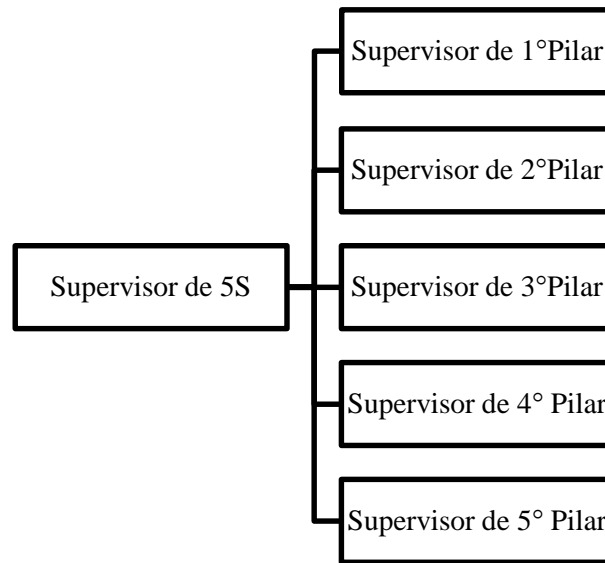 Supervisor de 1°Pilar
Supervisor de 2°Pilar
Supervisor de 5S
Supervisor de 3°Pilar
Supervisor de 4° Pilar
Supervisor de 5° Pilar